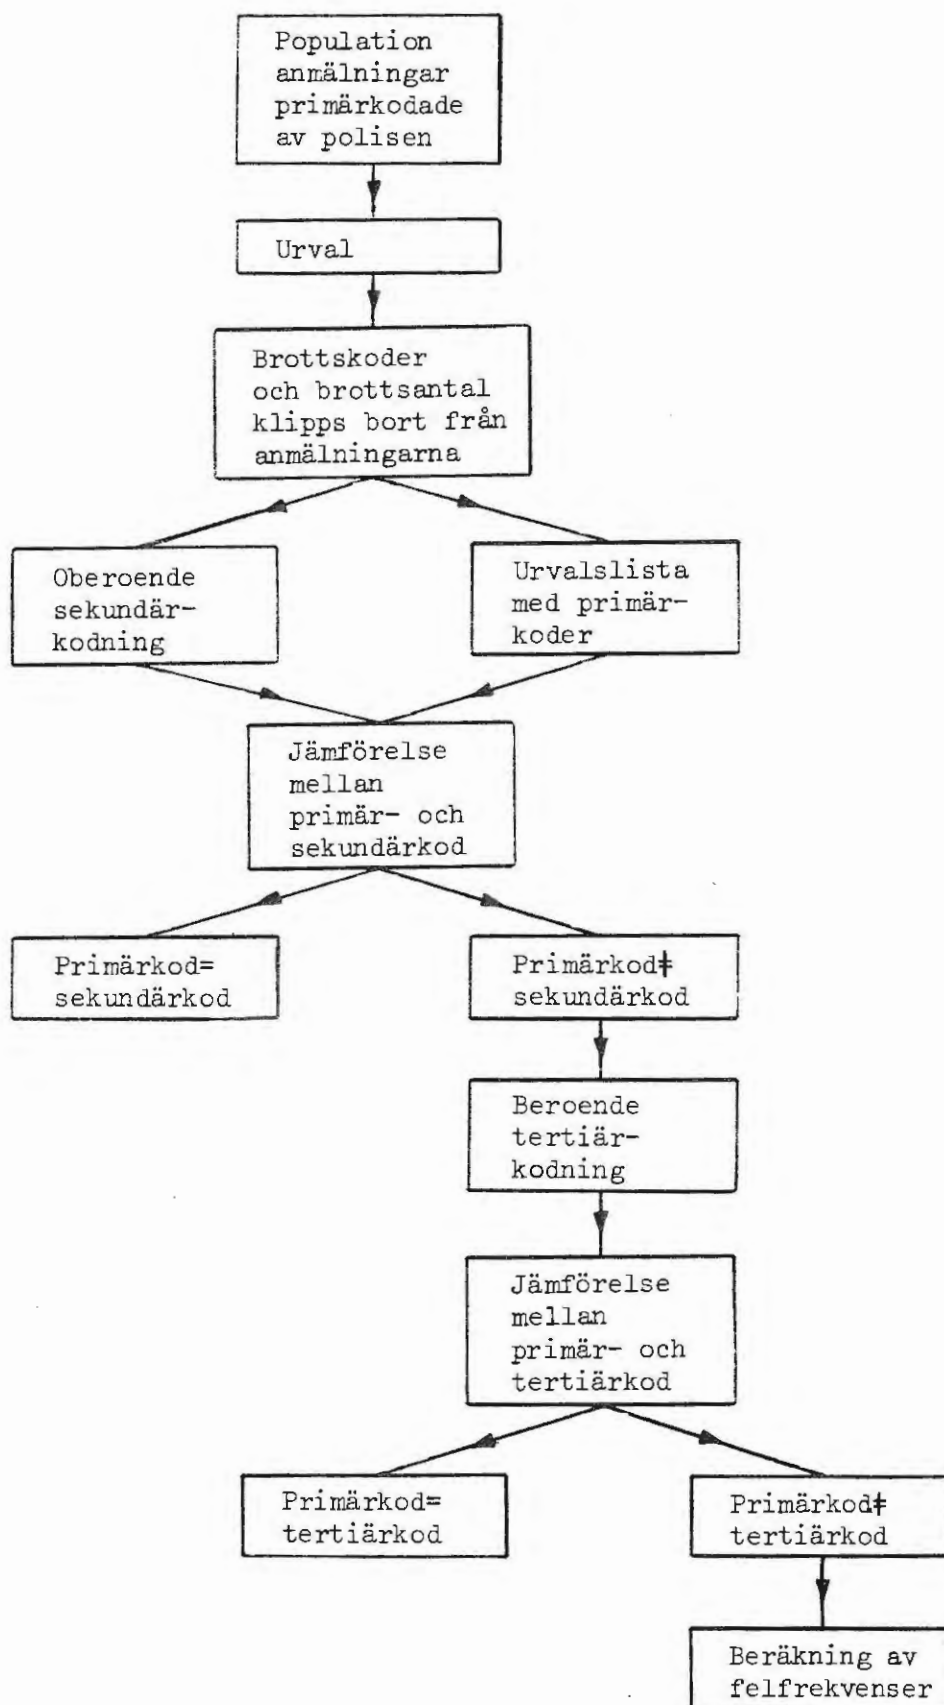 Population
anmälningar
primärkodade
av polisen
Urval
Brottskoder
och brottsantal
klipps bort från
anmälningarna
Oberoende
sekundär-
kodning
Urvalslista
med primär-
koder
Jämförelse
mellan
primär- och
sekundärkod
Primärkod=
sekundärkod
Primärkod≠
sekundärkod
Beroende
tertiär-
kodning
Jämförelse
mellan
primär- och
tertiärkod
Primärkod=
tertiärkod
Primärkod≠
tertiärkod
Beräkning av
felfrekvenser